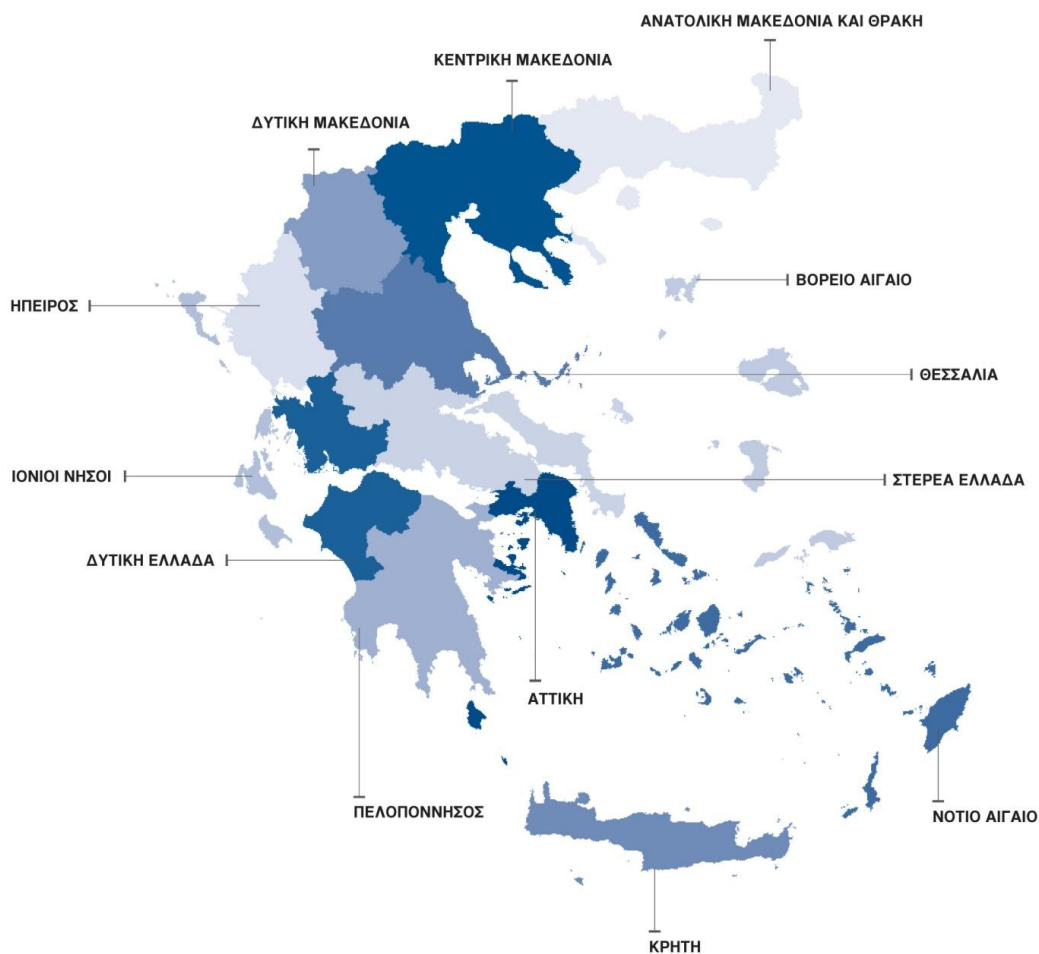 ΑΝΑΤΟΛΙΚΗ ΜΑΚΕΔΟΝΙΑ ΚΑΙ ΘΡΑΚΗ
ΚΕΝΤΡΙΚΗ ΜΑΚΕΔΟΝΙΑ
ΔΥΤΙΚΗ ΜΑΚΕΔΟΝΙΑ
ΒΟΡΕΙΟ ΑΙΓΑΙΟ
ΗΠΕΙΡΟΣ
ΘΕΣΣΑΛΙΑ
ΙΟΝΙΟΙ ΝΗΣΟΙ
ΣΤΕΡΕΑ ΕΛΛΑΔΑ
ΔΥΤΙΚΗ ΕΛΛΑΔΑ
ΑΤΤΙΚΗ
ΠΕΛΟΠΟΝΝΗΣΟΣ
ΝΟΤΙΟ ΑΙΓΑΙΟ
ΚΡΗΤΗ